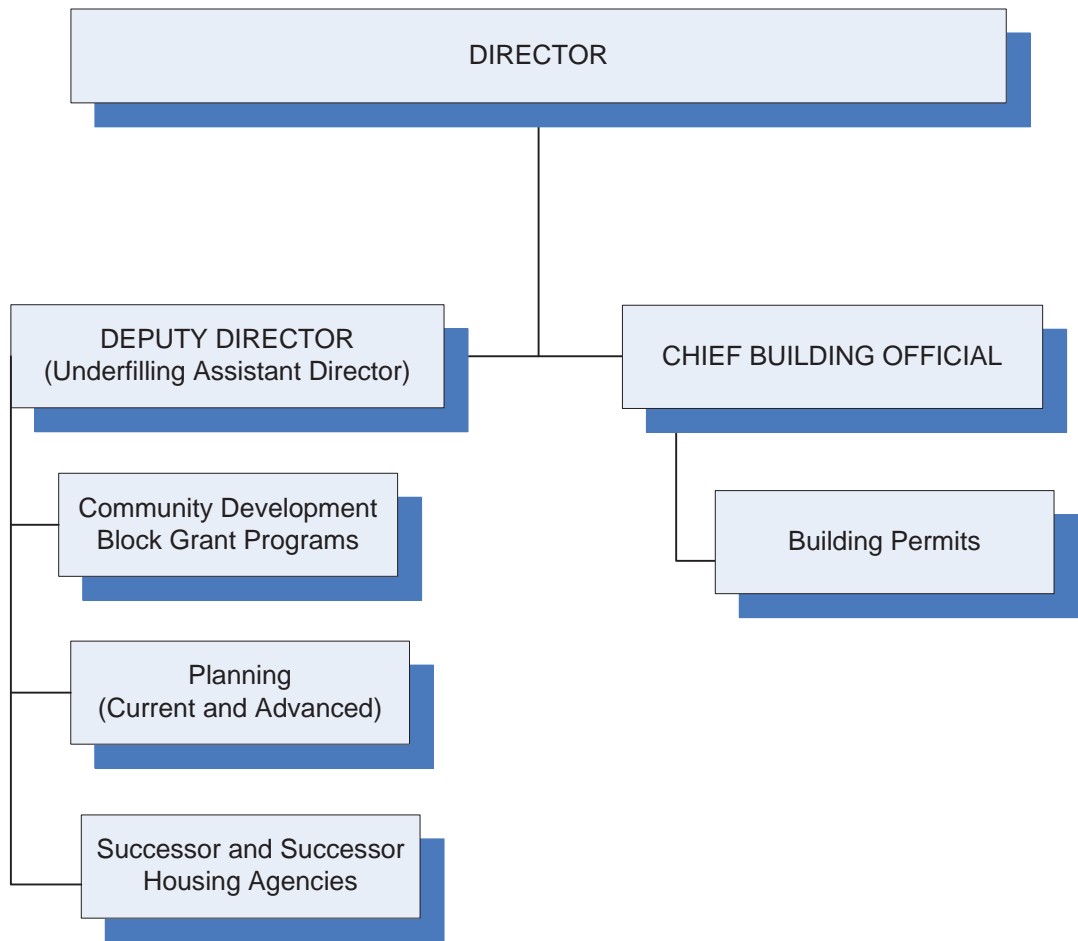 DIRECTOR
DEPUTY DIRECTOR
(Underfilling Assistant Director)
CHIEF BUILDING OFFICIAL
Community Development
Block Grant Programs
Building Permits
Planning
(Current and Advanced)
Successor and Successor
Housing Agencies